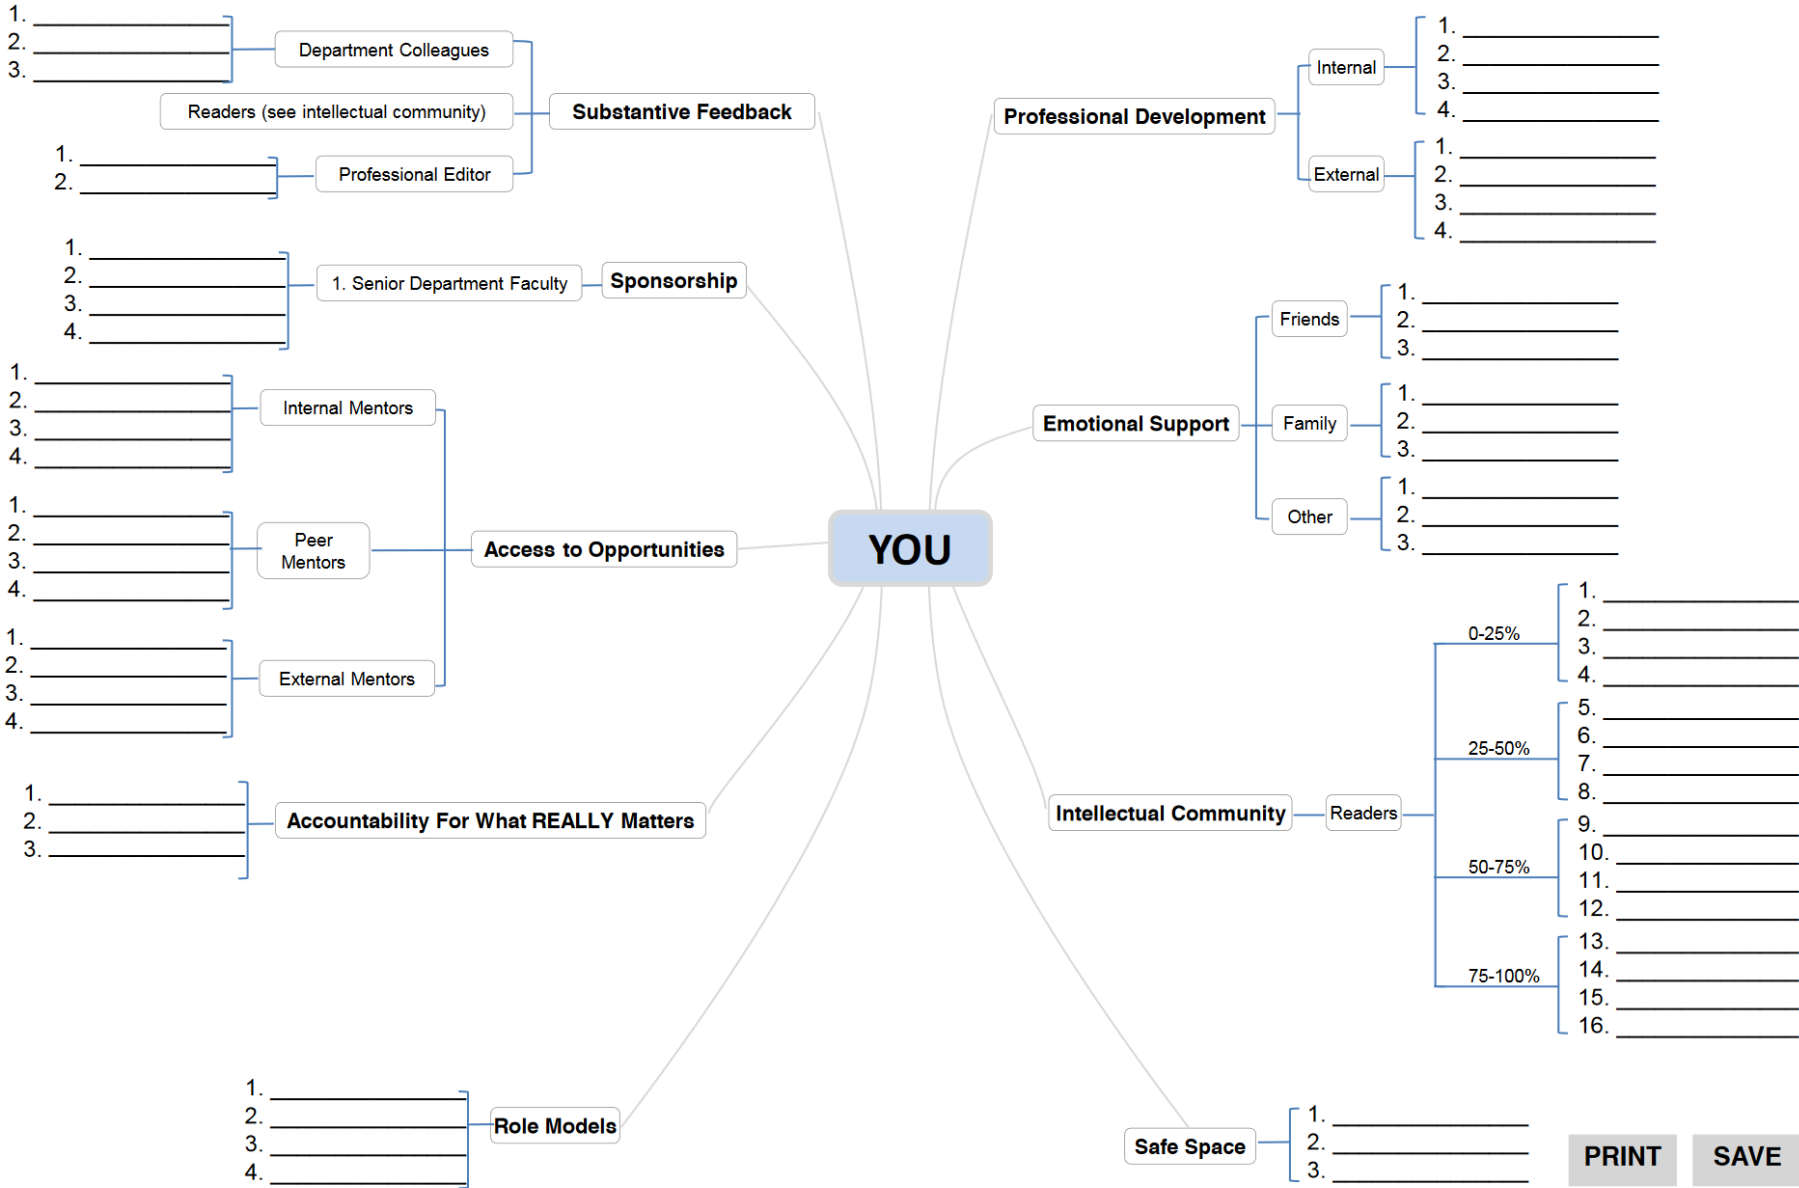 1.
2.
3.
Department Colleagues
Readers (see intellectual community)
1.
2.
Professional Editor
Substantive Feedback
1.
2.
3.
4.
1. Senior Department Faculty
Sponsorship
1.
2.
3.
4.
Internal Mentors
1.
2.
3.
4.
Peer
Mentors
1.
2.
3.
4.
External Mentors
Access to Opportunities
1.
2.
3.
Accountability For What REALLY Matters
1.
2.
3.
4.
Role Models
YOU
Professional Development
Internal
1.
2.
3.
4.
External
1.
2.
3.
4.
Emotional Support
Friends
1.
2.
3.
Family
1.
2.
3.
Other
1.
2.
3.
Intellectual Community
Readers
0-25%
1.
2.
3.
4.
25-50%
5.
6.
7.
8.
50-75%
9.
10.
11.
12.
75-100%
13.
14.
15.
16.
Safe Space
1.
2.
3.
PRINT
SAVE